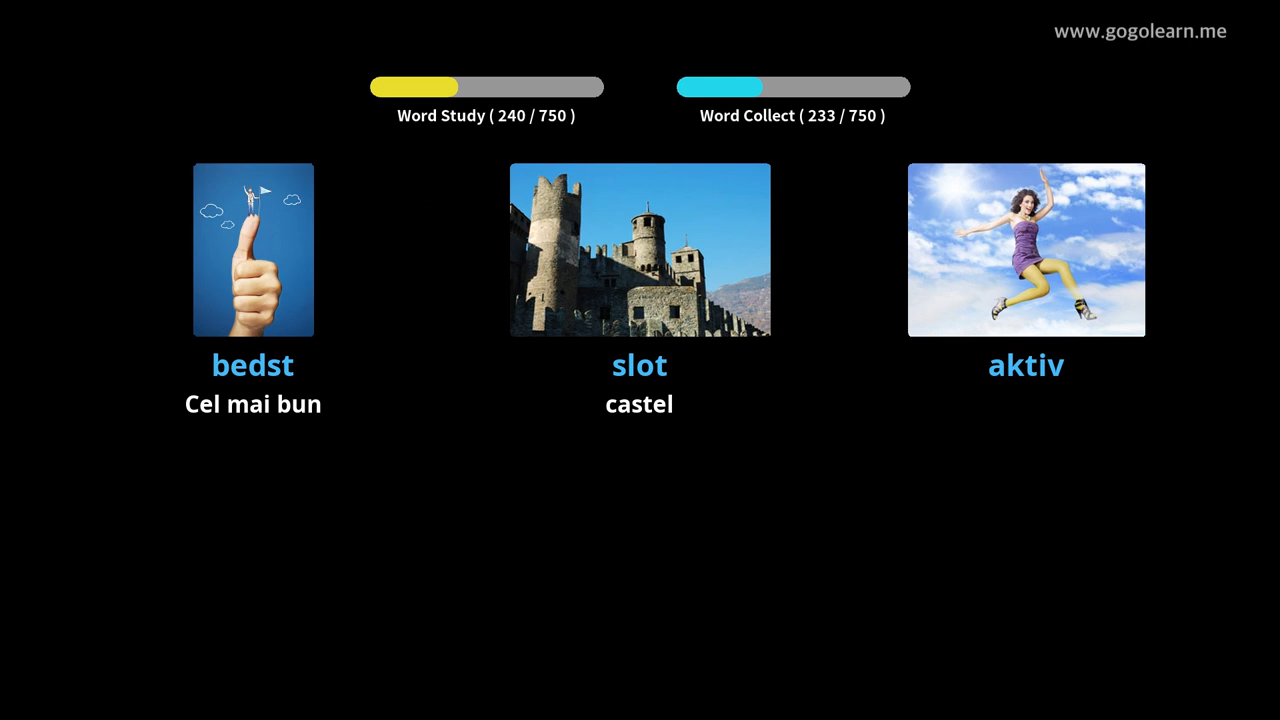 www.gogolearn.me
Word Study ( 240 / 750 )
Word Collect ( 233 / 750 )
bedst
slot
aktiv
Cel mai bun
castel